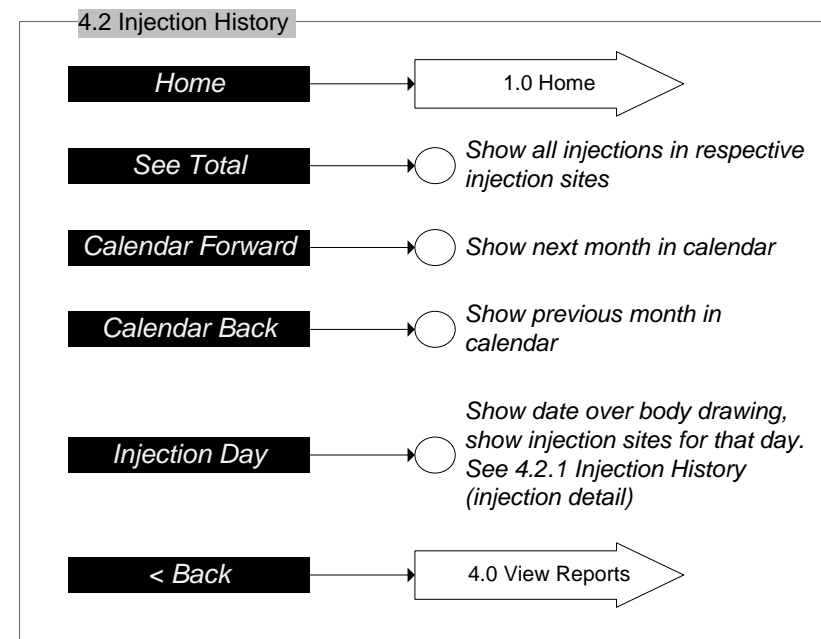 4.2 Injection History
Home
1.0 Home
See Total
Show all injections in respective
injection sites
Calendar Forward
Show next month in calendar
Calendar Back
Show previous month in
calendar
Injection Day
Show date over body drawing,
show injection sites for that day.
See 4.2.1 Injection History
(injection detail)
< Back
4.0 View Reports